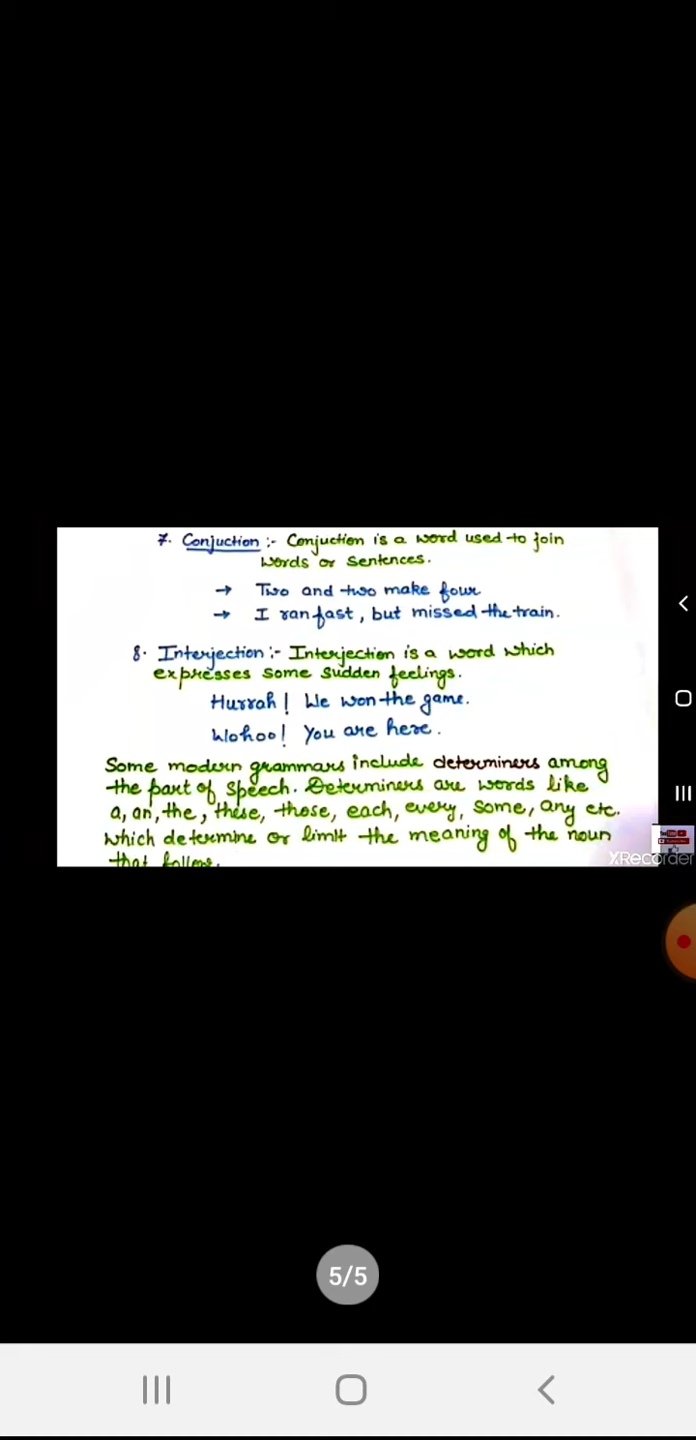 7. Conjuction :- Conjuction is a word used to join
words or sentences.
→ Two and two make four
→ I ran fast, but missed the train.
8. Interjection :- Interjection is a word which
expresses some sudden feelings.
Hurrah! We won the game.
Wohoo! You are here.
Some modern grammars include determiners among
the part of speech. Determiners are words like
a, an, the, these, those, each, every, some, any etc.
which determine or limit the meaning of the noun
that follow.
XRecorder
5/5